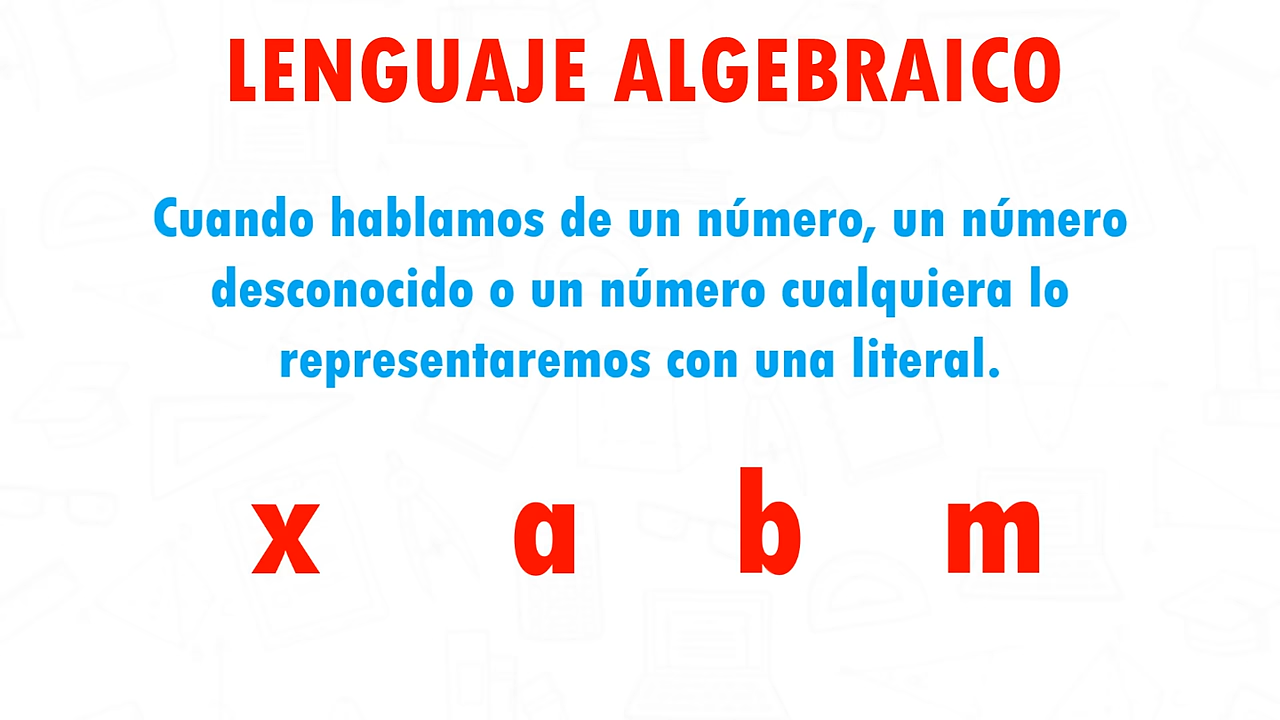 LENGUAJE ALGEBRAICO
Cuando hablamos de un número, un número
desconocido o un número cualquiera lo
representaremos con una literal.
x a b m